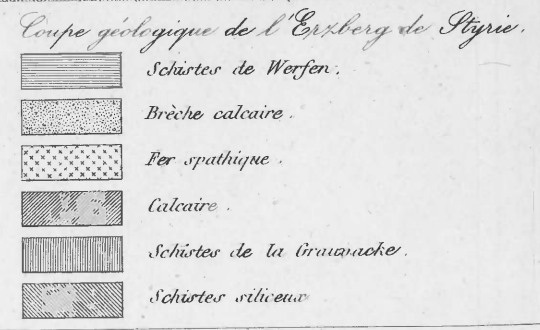 Coupe géologique de l'Erzberg de Styrie.
Schistes de Werfen.
Brèche calcaire.
Fer spathique.
Calcaire.
Schistes de la Grauwacke.
Schistes siliceux